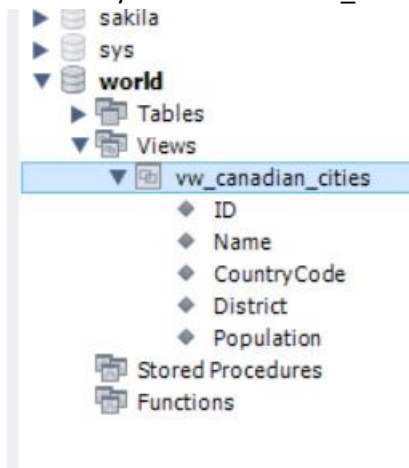 sakila
sys
world
Tables
Views
vw_canadian_cities
ID
Name
CountryCode
District
Population
Stored Procedures
Functions